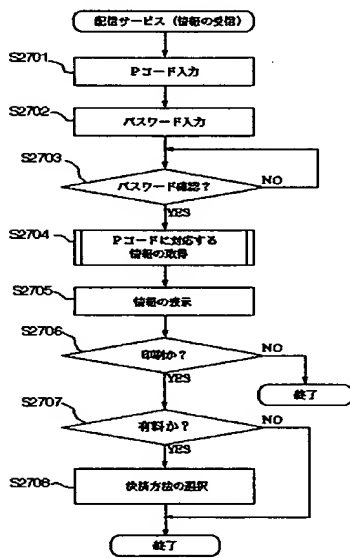 配信サービス（情報の受信）
S2701
Pコード入力
S2702
パスワード入力
S2703
パスワード確認？
NO
YES
S2704
Pコードに対応する
情報の取得
S2705
情報の表示
S2706
印刷か？
NO
YES
終了
S2707
有料か？
NO
YES
S2708
決済方法の選択
終了